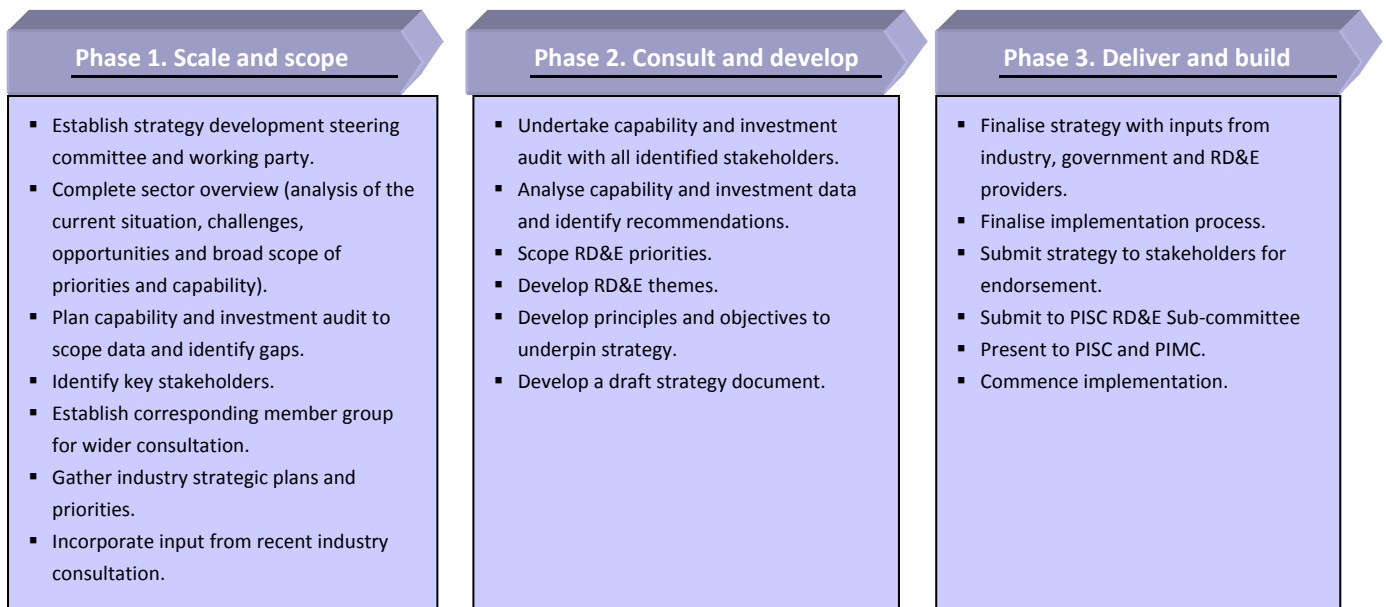 Phase 1. Scale and scope
▪ Establish strategy development steering
committee and working party.
▪ Complete sector overview (analysis of the
current situation, challenges,
opportunities and broad scope of
priorities and capability).
▪ Plan capability and investment audit to
scope data and identify gaps.
▪ Identify key stakeholders.
▪ Establish corresponding member group
for wider consultation.
▪ Gather industry strategic plans and
priorities.
▪ Incorporate input from recent industry
consultation.
Phase 2. Consult and develop
▪ Undertake capability and investment
audit with all identified stakeholders.
▪ Analyse capability and investment data
and identify recommendations.
▪ Scope RD&E priorities.
▪ Develop RD&E themes.
▪ Develop principles and objectives to
underpin strategy.
▪ Develop a draft strategy document.
Phase 3. Deliver and build
▪ Finalise strategy with inputs from
industry, government and RD&E
providers.
▪ Finalise implementation process.
▪ Submit strategy to stakeholders for
endorsement.
▪ Submit to PISC RD&E Sub-committee
▪ Present to PISC and PIMC.
▪ Commence implementation.